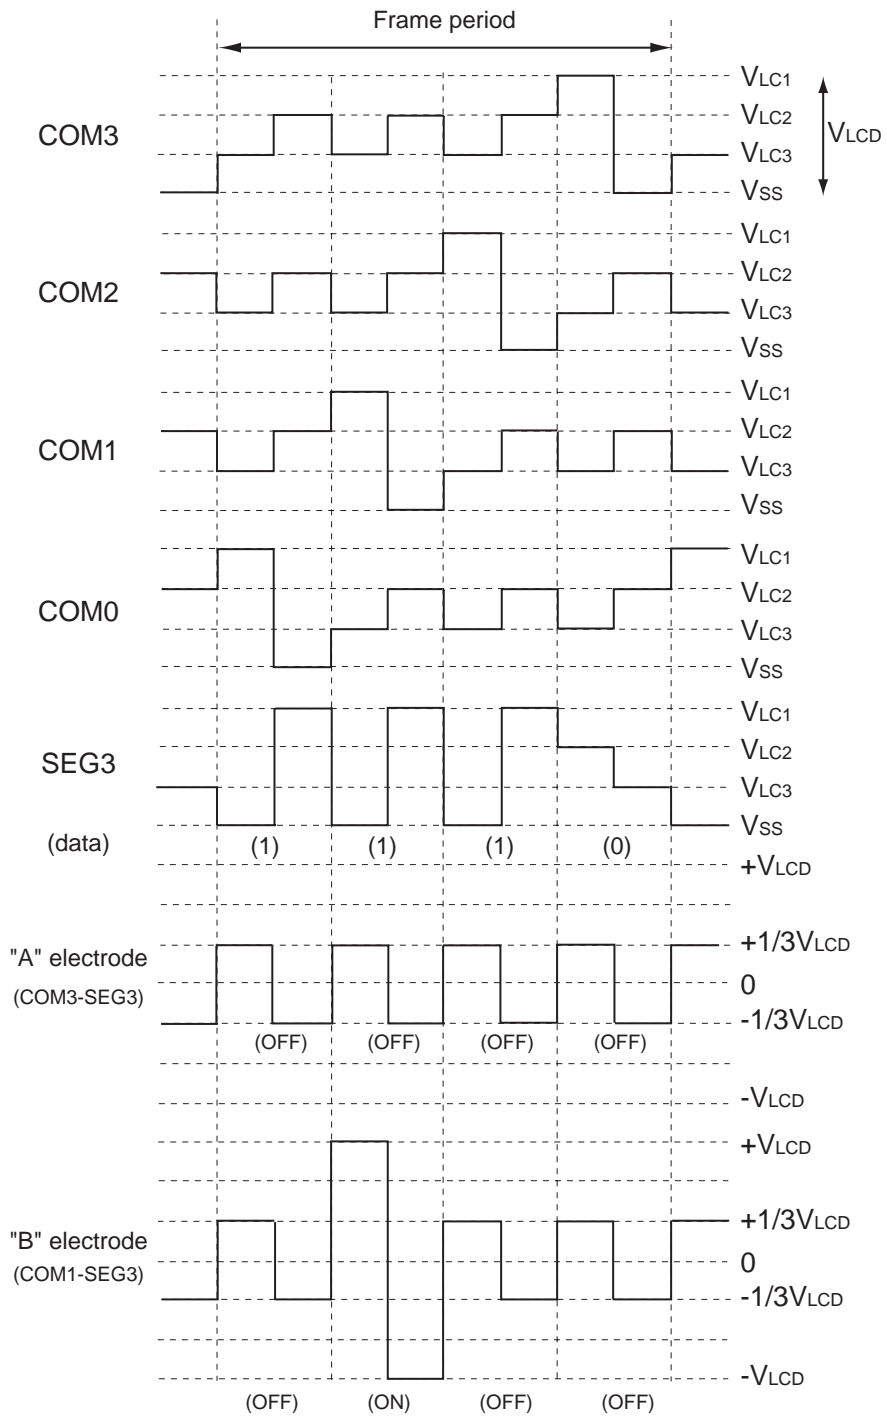 Frame period
COM3
VLC1
VLC2
VLC3
VSS
VLCD
COM2
VLC1
VLC2
VLC3
VSS
COM1
VLC1
VLC2
VLC3
VSS
COM0
VLC1
VLC2
VLC3
VSS
SEG3
VLC1
VLC2
VLC3
VSS
(data) (1) (1) (1) (0)
"A" electrode
(COM3-SEG3)
+VLCD
+1/3VLCD
0
-1/3VLCD
(OFF) (OFF) (OFF) (OFF)
-VLCD
"B" electrode
(COM1-SEG3)
+VLCD
+1/3VLCD
0
-1/3VLCD
-VLCD
(OFF) (ON) (OFF) (OFF)